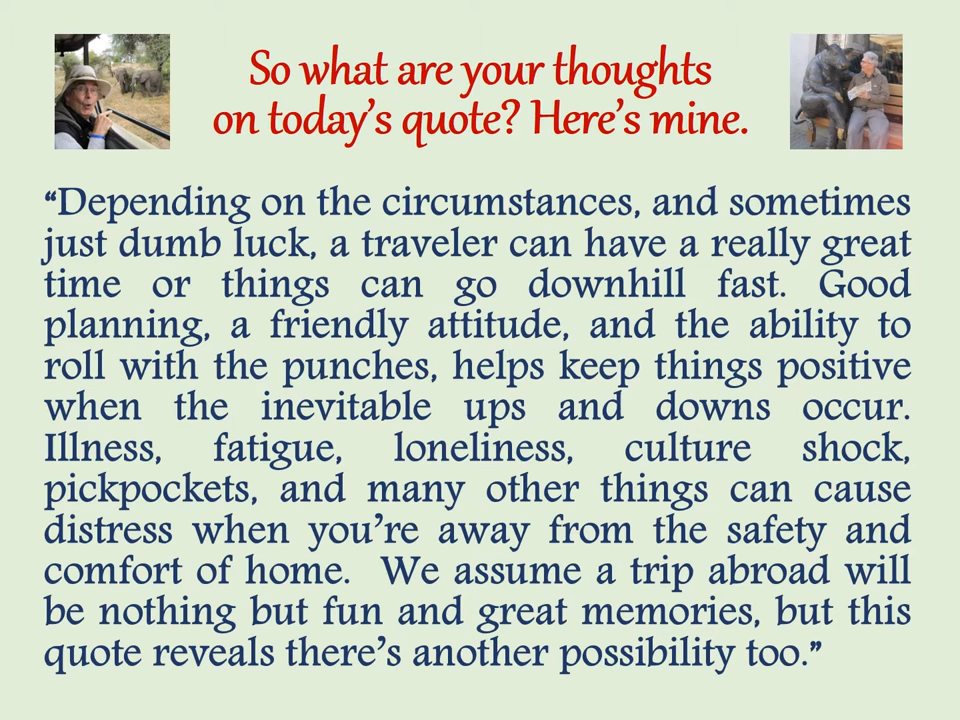 So what are your thoughts
on today’s quote? Here’s mine.
“Depending on the circumstances, and sometimes
just dumb luck, a traveler can have a really great
time or things can go downhill fast. Good
planning, a friendly attitude, and the ability to
roll with the punches, helps keep things positive
when the inevitable ups and downs occur.
Illness, fatigue, loneliness, culture shock,
pickpockets, and many other things can cause
distress when you’re away from the safety and
comfort of home. We assume a trip abroad will
be nothing but fun and great memories, but this
quote reveals there’s another possibility too.”